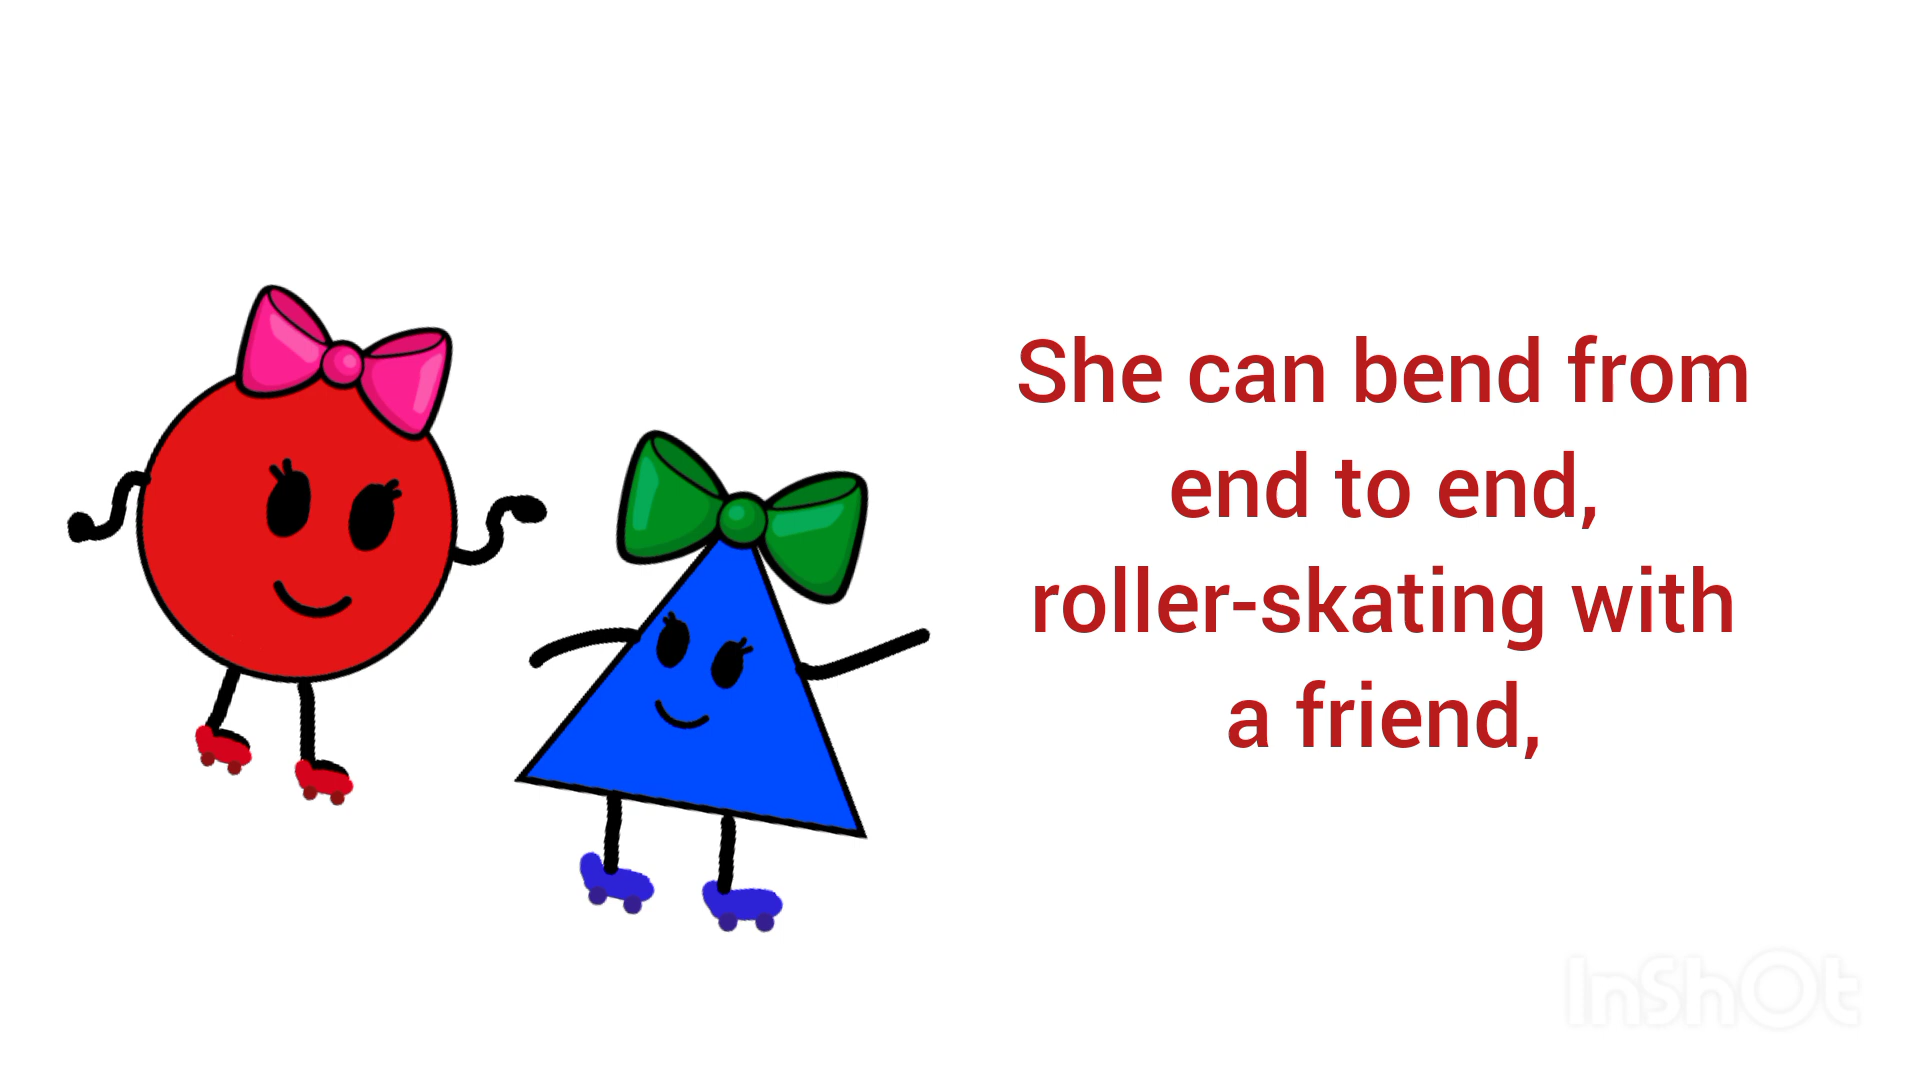 She can bend from
end to end,
roller-skating with
a friend,
InShOt